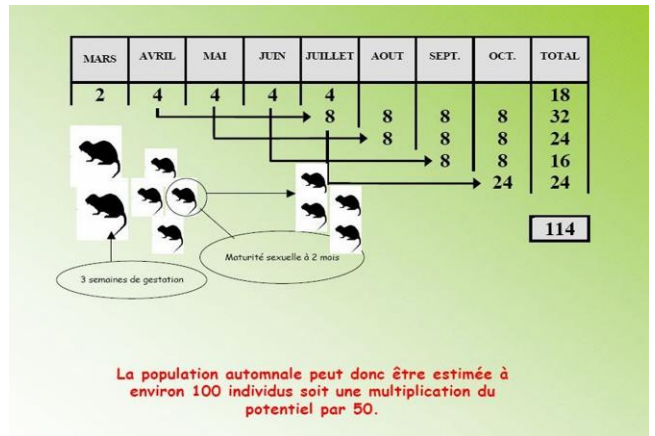 MARS AVRIL MAI JUIN JUILLET AOUT SEPT. OCT. TOTAL
2 4 4 4 4 18
8 8 8 8 32
8 8 8 24
8 8 16
24 24
114
Maturité sexuelle à 2 mois
3 semaines de gestation
La population automnale peut donc être estimée à
environ 100 individus soit une multiplication du
potentiel par 50.